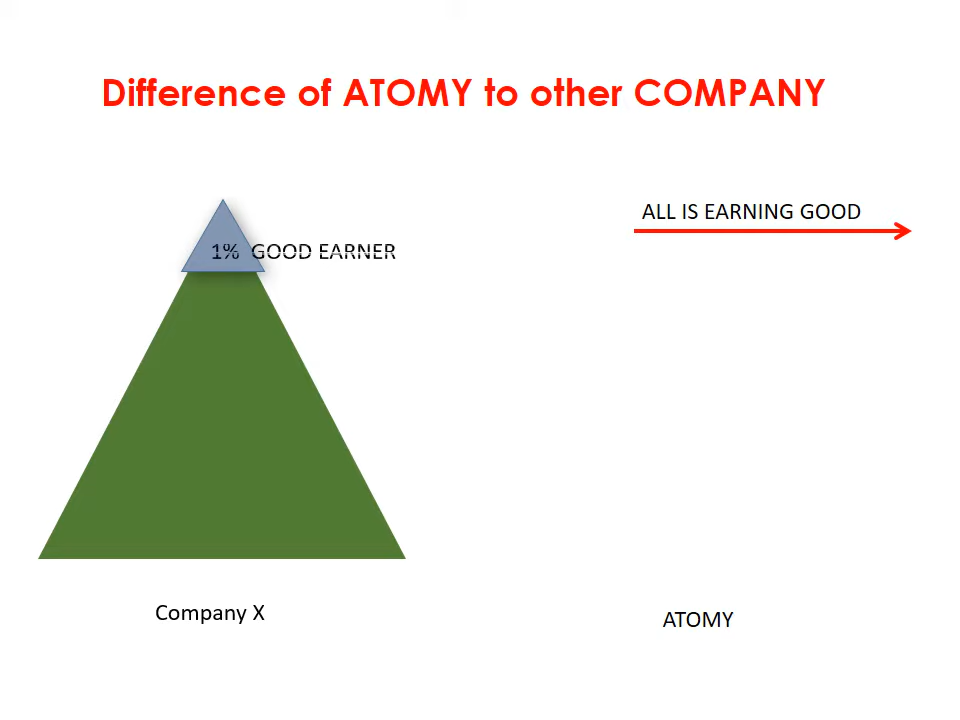 Difference of ATOMY to other COMPANY
ALL IS EARNING GOOD
1% GOOD EARNER
Company X
ATOMY